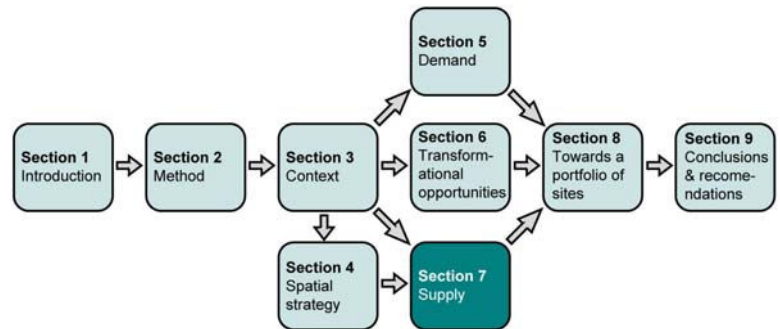 Section 1
Introduction
Section 2
Method
Section 3
Context
Section 4
Spatial
strategy
Section 5
Demand
Section 6
Transform-
ational
opportunities
Section 7
Supply
Section 8
Towards a
portfolio of
sites
Section 9
Conclusions
& recome-
ndations